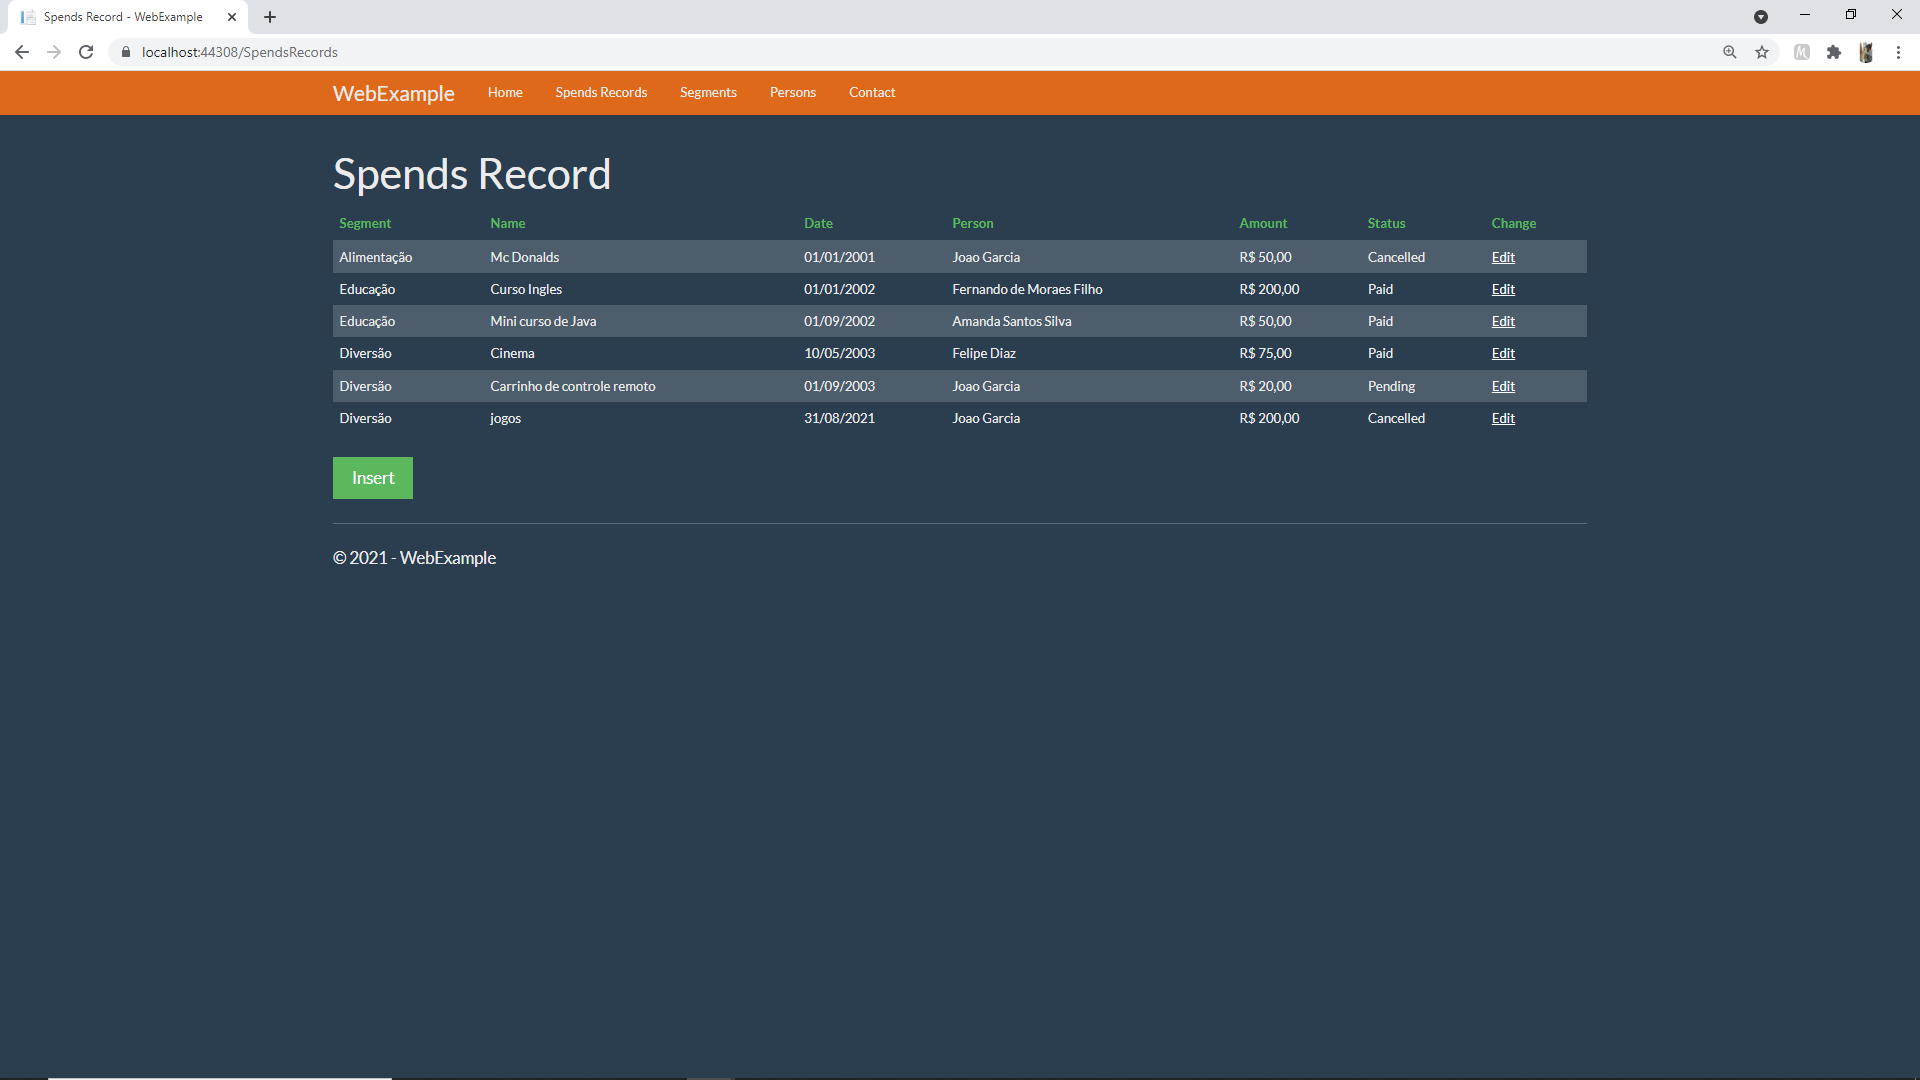 Spends Record - WebExample
localhost:44308/SpendsRecords
WebExample Home Spends Records Segments Persons Contact
Spends Record
Segment Name Date Person Amount Status Change
Alimentação Mc Donalds 01/01/2001 Joao Garcia R$ 50,00 Cancelled Edit
Educação Curso Ingles 01/01/2002 Fernando de Moraes Filho R$ 200,00 Paid Edit
Educação Mini curso de Java 01/09/2002 Amanda Santos Silva R$ 50,00 Paid Edit
Diversão Cinema 10/05/2003 Felipe Diaz R$ 75,00 Paid Edit
Diversão Carrinho de controle remoto 01/09/2003 Joao Garcia R$ 20,00 Pending Edit
Diversão jogos 31/08/2021 Joao Garcia R$ 200,00 Cancelled Edit
Insert
© 2021 - WebExample